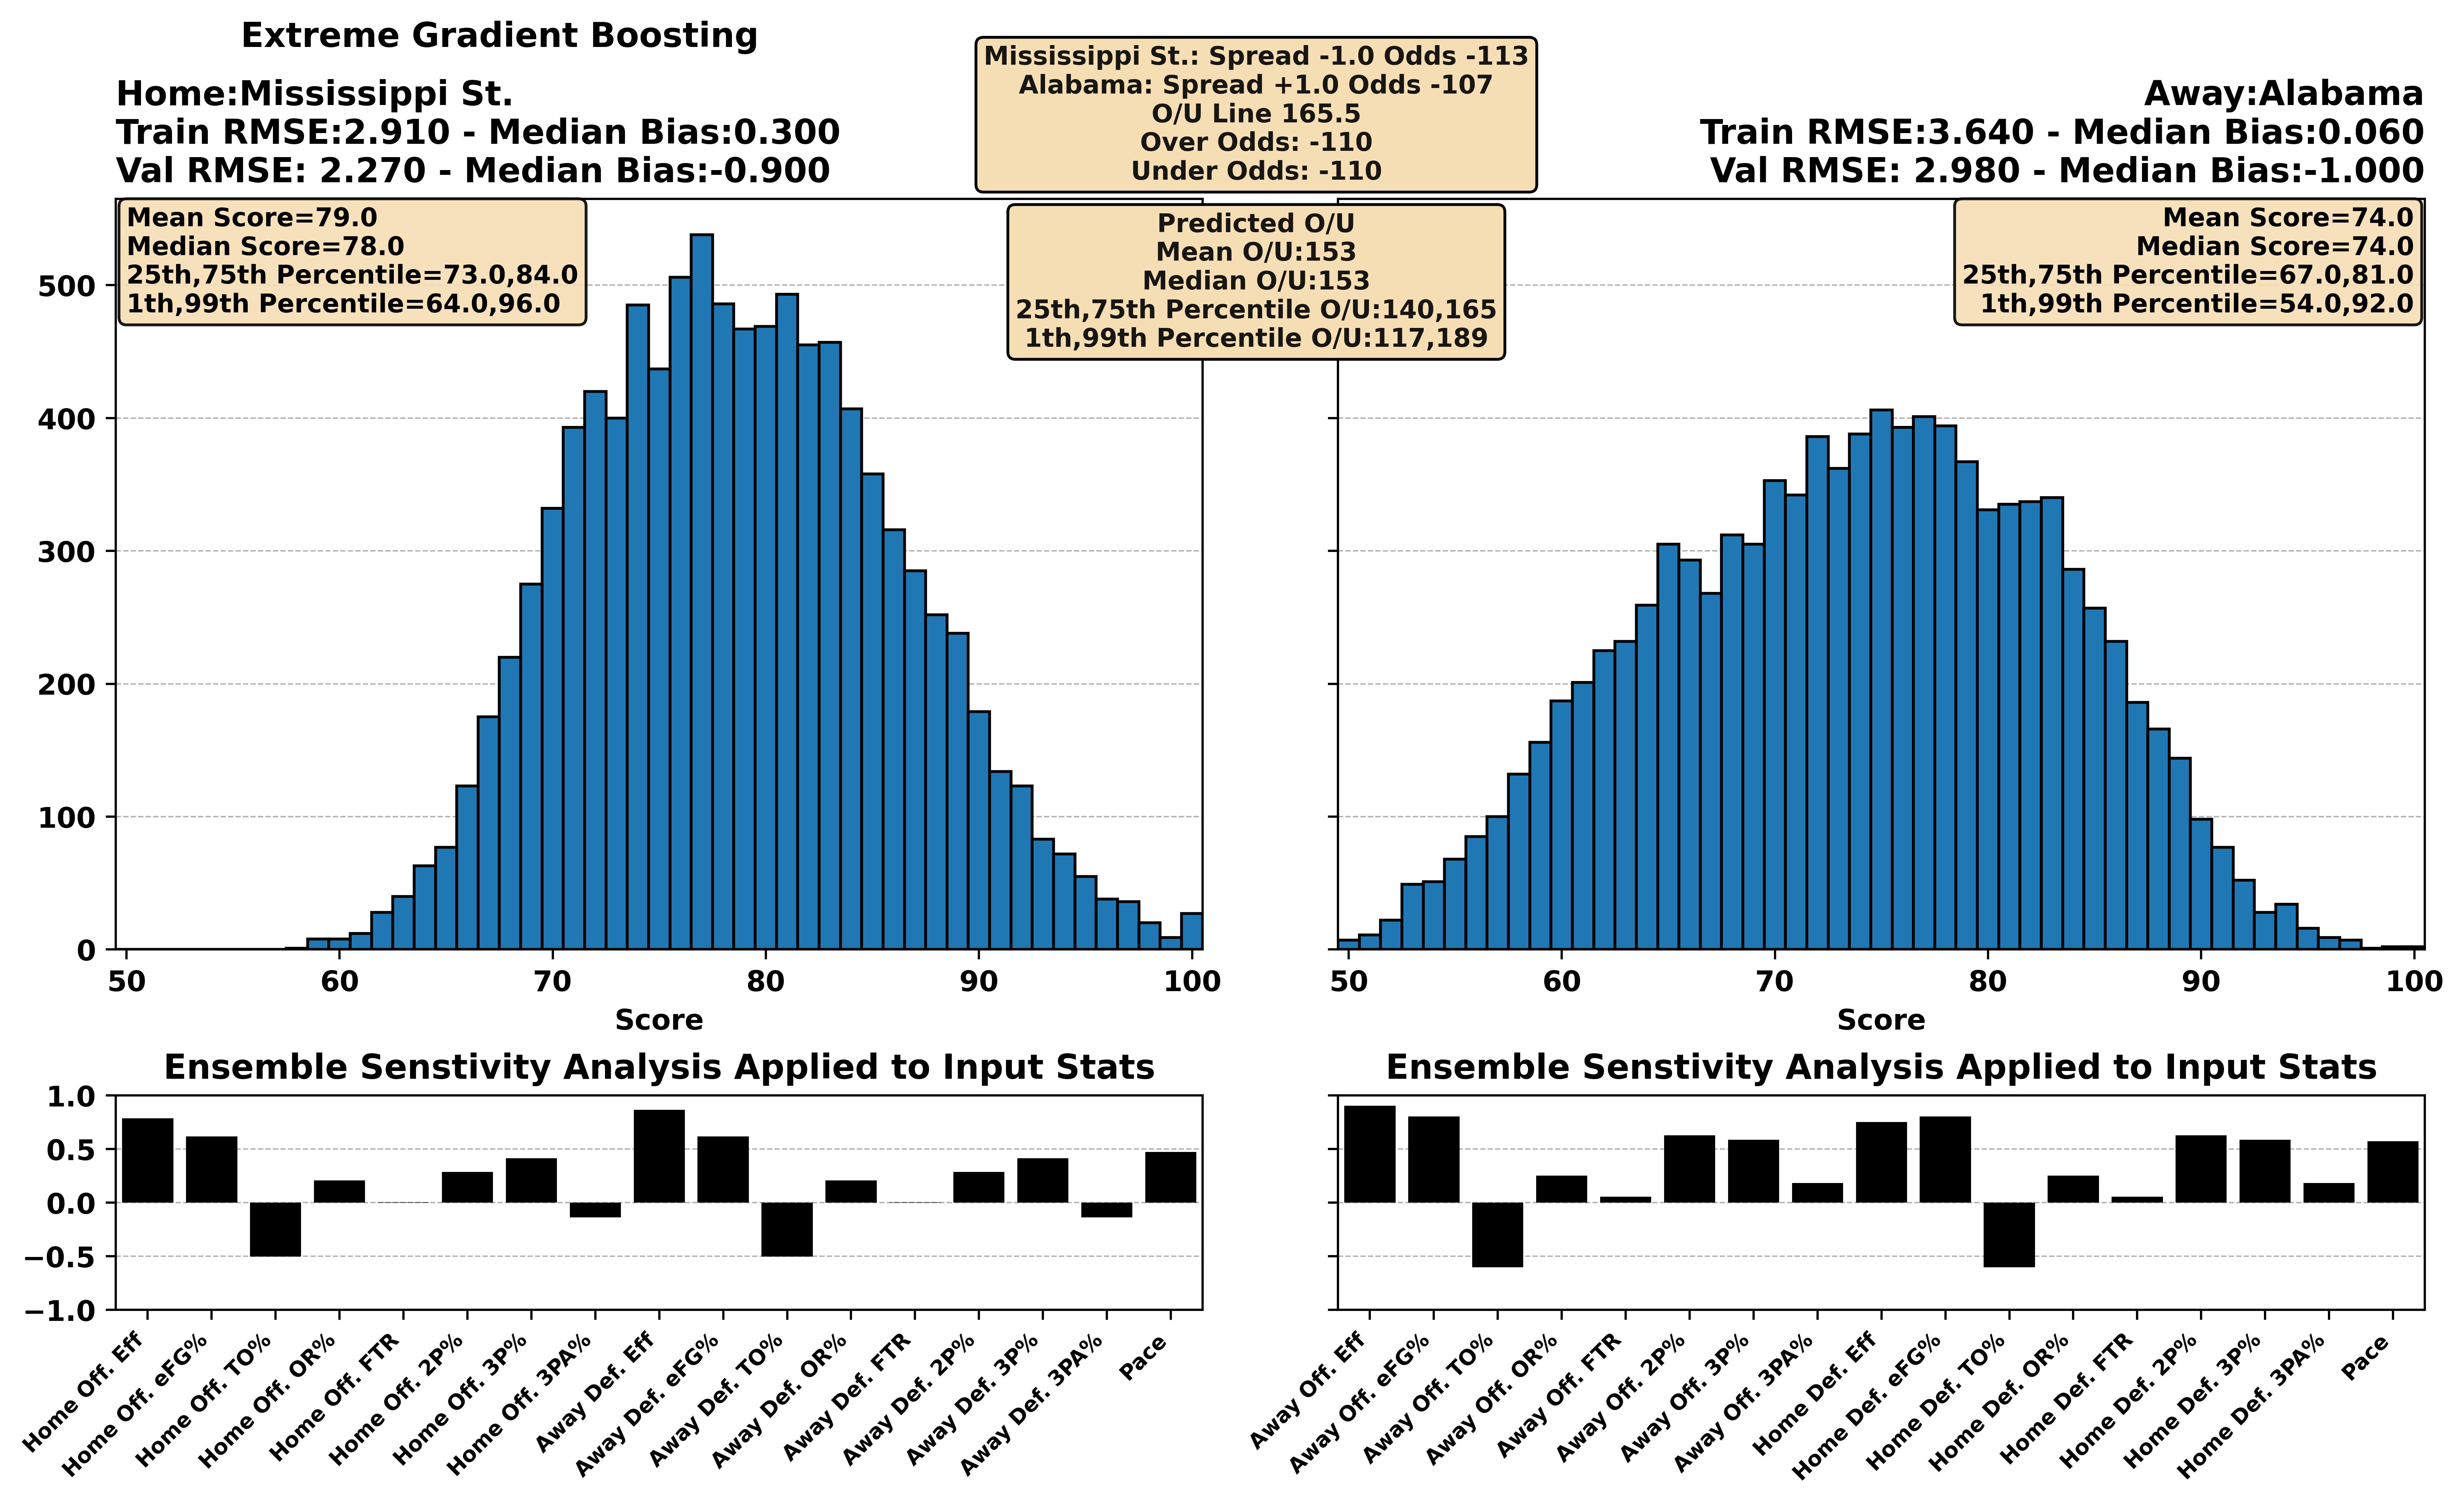 Extreme Gradient Boosting
Home:Mississippi St.
Train RMSE:2.910 - Median Bias:0.300
Val RMSE: 2.270 - Median Bias:-0.900
Mississippi St.: Spread -1.0 Odds -113
Alabama: Spread +1.0 Odds -107
O/U Line 165.5
Over Odds: -110
Under Odds: -110
Away:Alabama
Train RMSE:3.640 - Median Bias:0.060
Val RMSE: 2.980 - Median Bias:-1.000
Mean Score=79.0
Median Score=78.0
25th,75th Percentile=73.0,84.0
1th,99th Percentile=64.0,96.0
Predicted O/U
Mean O/U:153
Median O/U:153
25th,75th Percentile O/U:140,165
1th,99th Percentile O/U:117,189
Mean Score=74.0
Median Score=74.0
25th,75th Percentile=67.0,81.0
1th,99th Percentile=54.0,92.0
500
400
300
200
100
0
50 60 70 80 90 100
Score
50 60 70 80 90 100
Score
Ensemble Senstivity Analysis Applied to Input Stats
Ensemble Senstivity Analysis Applied to Input Stats
1.0
0.5
0.0
−0.5
−1.0
Home Off. Eff
Home Off. eFG%
Home Off. TO%
Home Off. OR%
Home Off. FTR
Home Off. 2P%
Home Off. 3P%
Home Off. 3PA%
Away Def. Eff
Away Def. eFG%
Away Def. TO%
Away Def. OR%
Away Def. FTR
Away Def. 2P%
Away Def. 3P%
Away Def. 3PA%
Pace
Away Off. Eff
Away Off. eFG%
Away Off. TO%
Away Off. OR%
Away Off. FTR
Away Off. 2P%
Away Off. 3P%
Away Off. 3PA%
Home Def. Eff
Home Def. eFG%
Home Def. TO%
Home Def. OR%
Home Def. FTR
Home Def. 2P%
Home Def. 3P%
Home Def. 3PA%
Pace